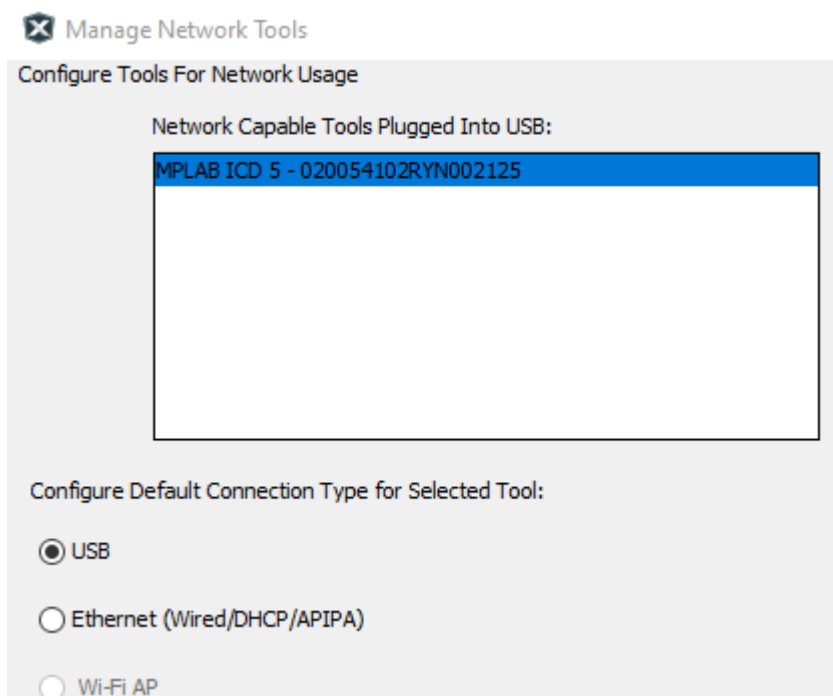 Manage Network Tools
Configure Tools For Network Usage
Network Capable Tools Plugged Into USB:
MPLAB ICD 5 - 020054102RYN002125
Configure Default Connection Type for Selected Tool:
USB
Ethernet (Wired/DHCP/APIPA)
Wi-Fi AP